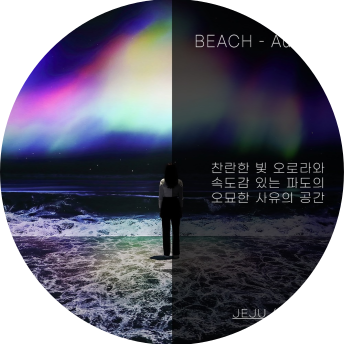 BEACH -
찬란한 빛 오로라와
속도감 있는 파도의
오묘한 사유의 공간
JEJU